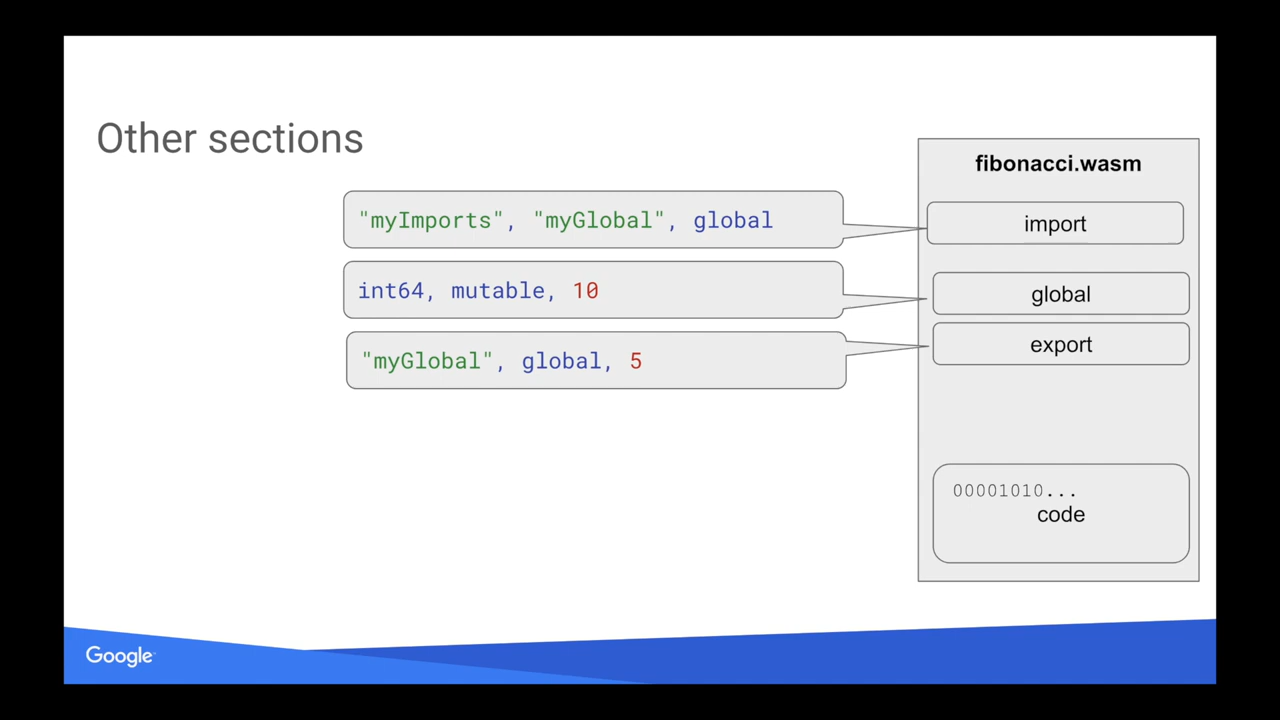 Other sections
fibonacci.wasm
"myImports", "myGlobal", global
import
int64, mutable, 10
global
"myGlobal", global, 5
export
00001010...
code
Google